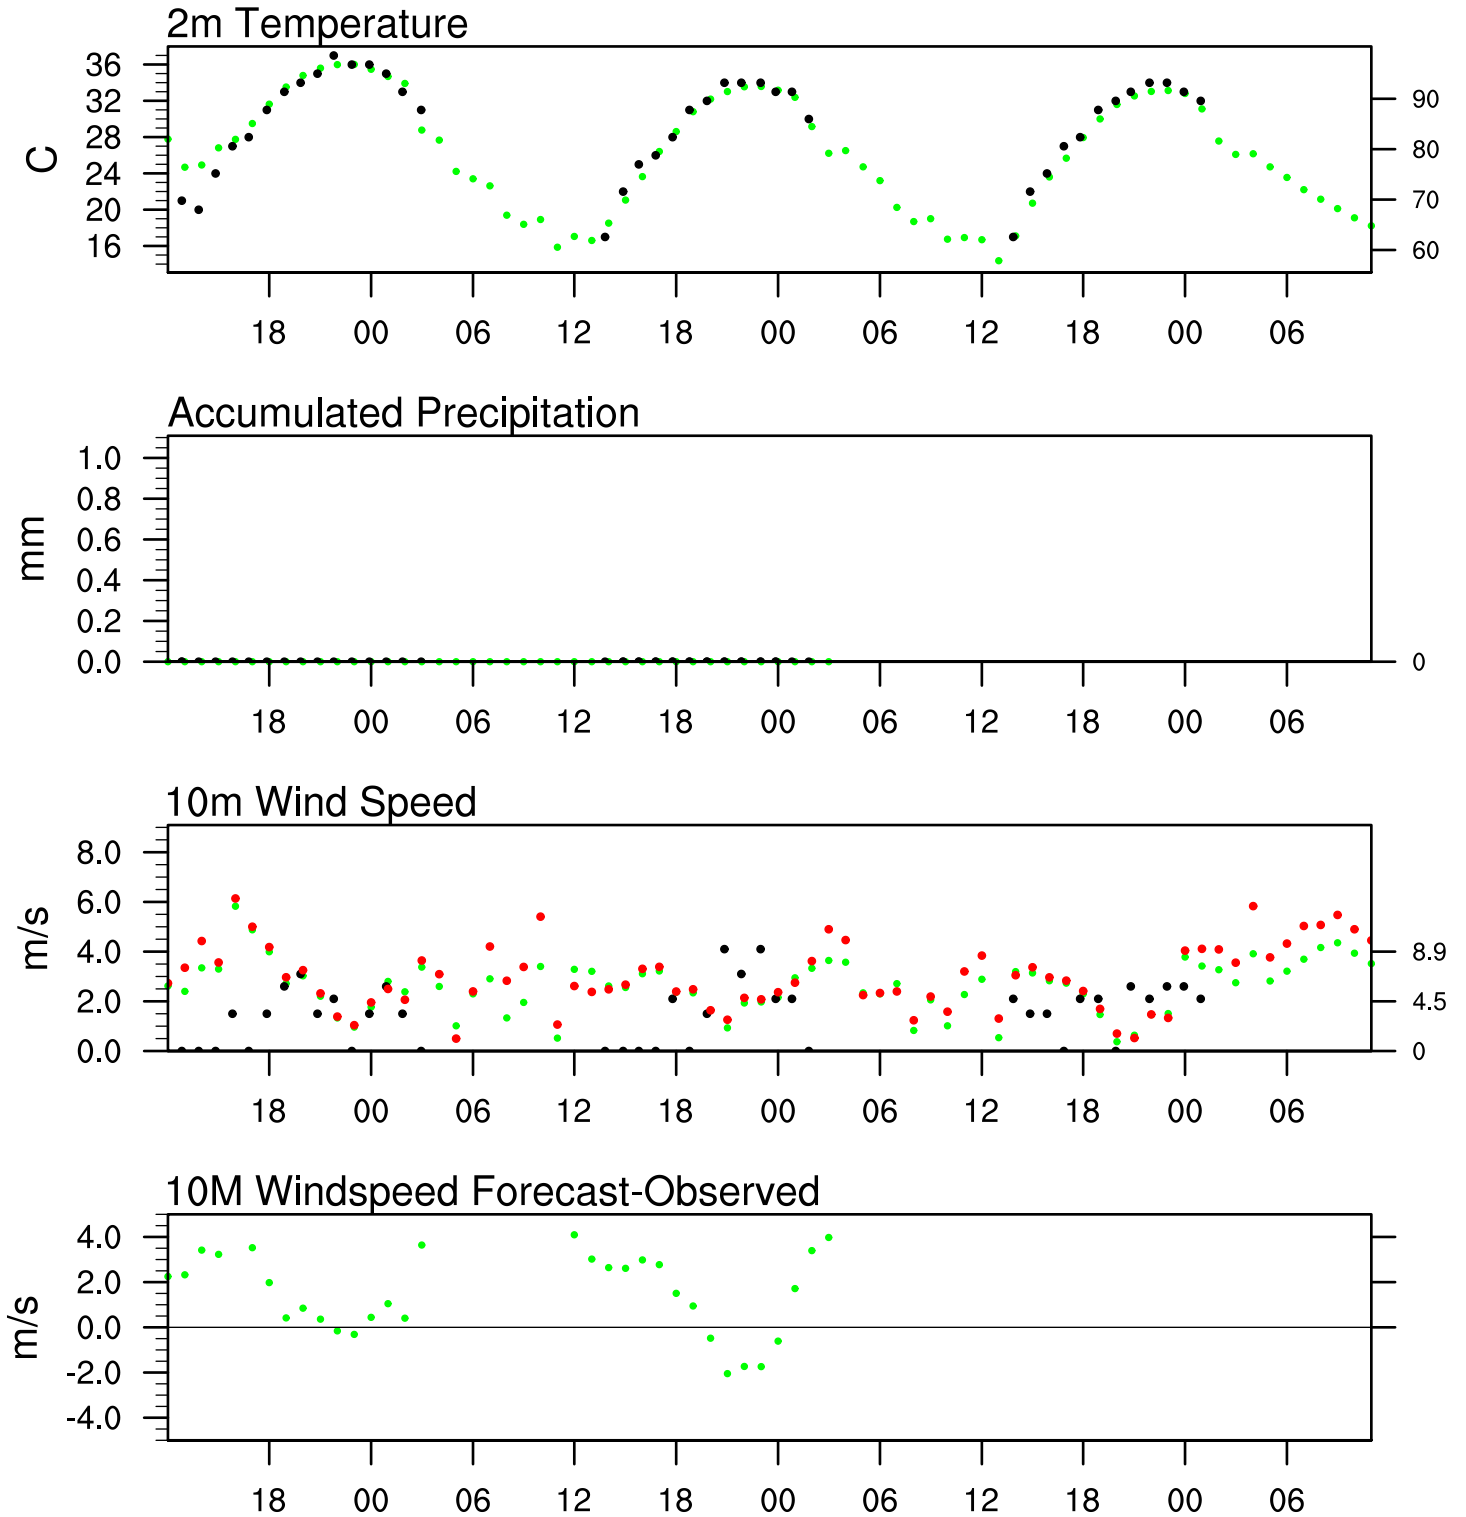 2m Temperature
36
32
28
24
20
16
C
90
80
70
60
18 00 06 12 18 00 06 12 18 00 06
Accumulated Precipitation
1.0
0.8
0.6
0.4
0.2
0.0
mm
0
18 00 06 12 18 00 06 12 18 00 06
10m Wind Speed
8.0
6.0
4.0
2.0
0.0
m/s
8.9
4.5
0
18 00 06 12 18 00 06 12 18 00 06
10M Windspeed Forecast-Observed
4.0
2.0
0.0
-2.0
-4.0
m/s
18 00 06 12 18 00 06 12 18 00 06